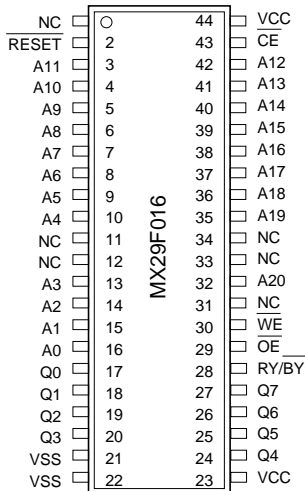 NC 44 VCC
RESET 2 43 CE
A11 3 42 A12
A10 4 41 A13
A9 5 40 A14
A8 6 39 A15
A7 7 38 A16
A6 8 37 A17
A5 9 36 A18
A4 10 35 A19
NC 11 34 NC
NC 12 33 NC
A3 13 32 A20
A2 14 31 NC
A1 15 30 WE
A0 16 29 OE
Q0 17 28 RY/BY
Q1 18 27 Q7
Q2 19 26 Q6
Q3 20 25 Q5
VSS 21 24 Q4
VSS 22 23 VCC
MX29F016